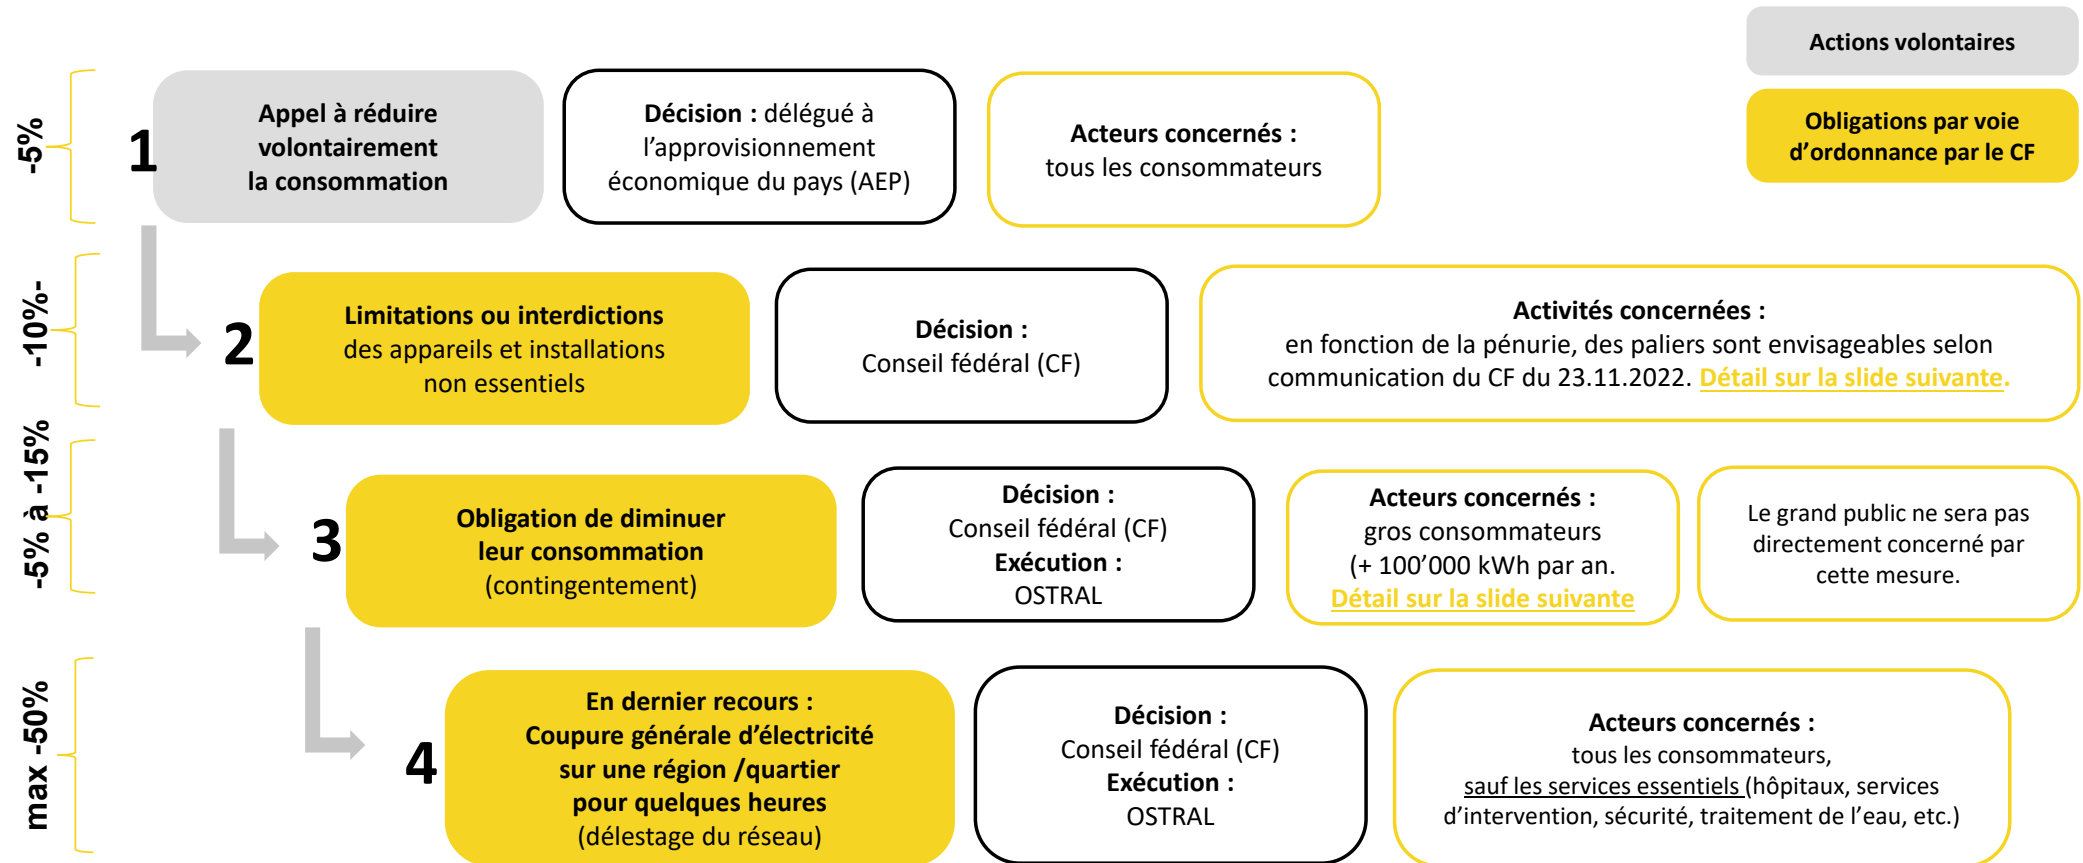 Actions volontaires
Obligations par voie
d'ordonnance par le CF
-5%
1
Appel à réduire
volontairement
la consommation
Décision : délégué à
l'approvisionnement
économique du pays (AEP)
Acteurs concernés :
tous les consommateurs
-10%-
2
Limitations ou interdictions
des appareils et installations
non essentiels
Décision :
Conseil fédéral (CF)
Activités concernées :
en fonction de la pénurie, des paliers sont envisageables selon
communication du CF du 23.11.2022. Détail sur la slide suivante.
-5% à -15%
3
Obligation de diminuer
leur consommation
(contingentement)
Décision :
Conseil fédéral (CF)
Exécution :
OSTRAL
Acteurs concernés :
gros consommateurs
(+ 100'000 kWh par an.
Détail sur la slide suivante
Le grand public ne sera pas
directement concerné par
cette mesure.
max -50%
4
En dernier recours :
Coupure générale d'électricité
sur une région /quartier
pour quelques heures
(délestage du réseau)
Décision :
Conseil fédéral (CF)
Exécution :
OSTRAL
Acteurs concernés :
tous les consommateurs,
sauf les services essentiels (hôpitaux, services
d'intervention, sécurité, traitement de l'eau, etc.)